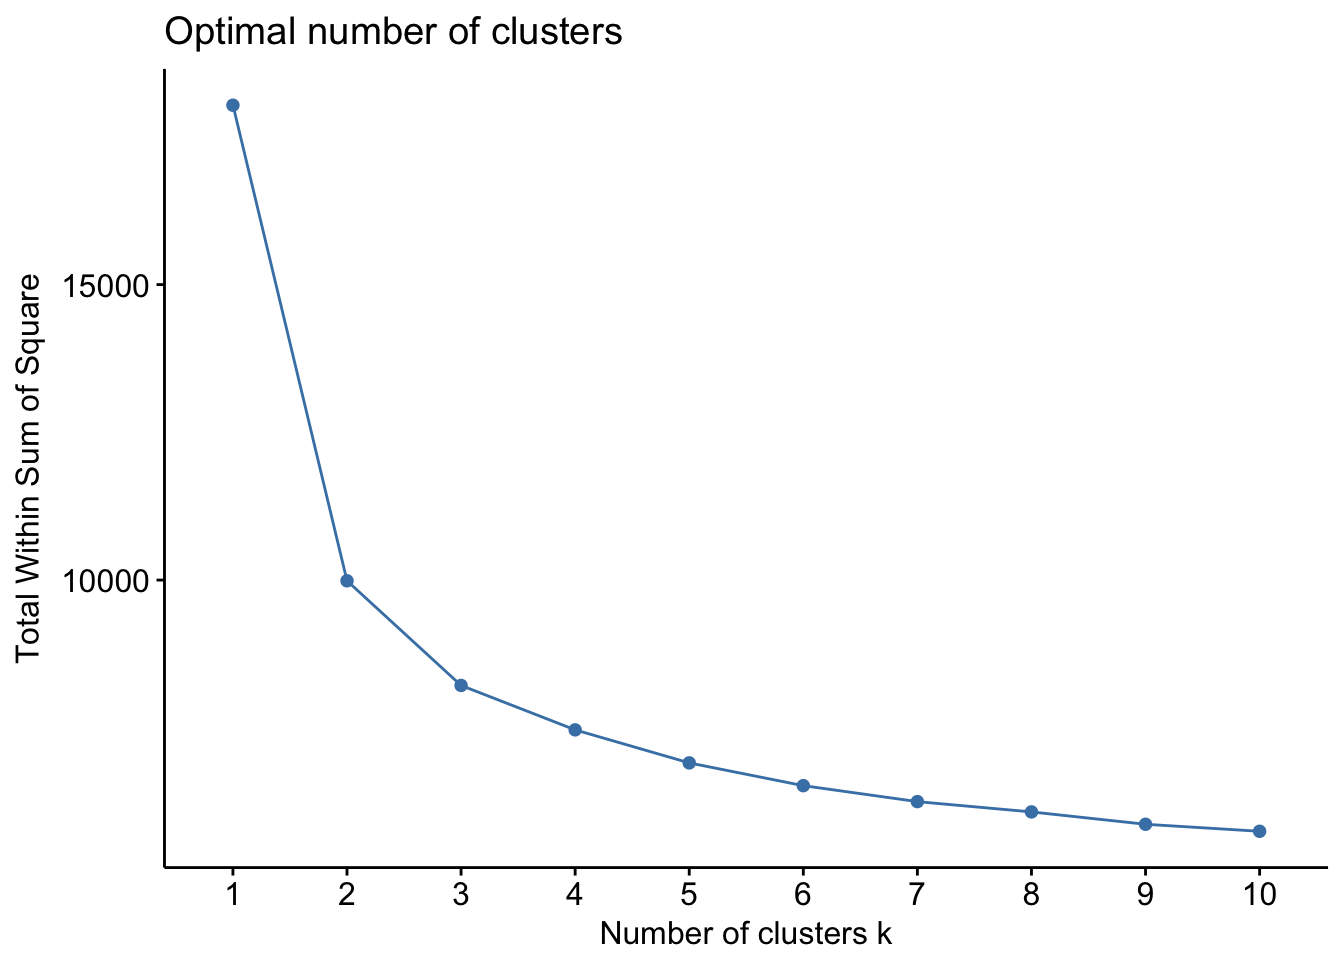 Optimal number of clusters
Total Within Sum of Square
15000
10000
1 2 3 4 5 6 7 8 9 10
Number of clusters k